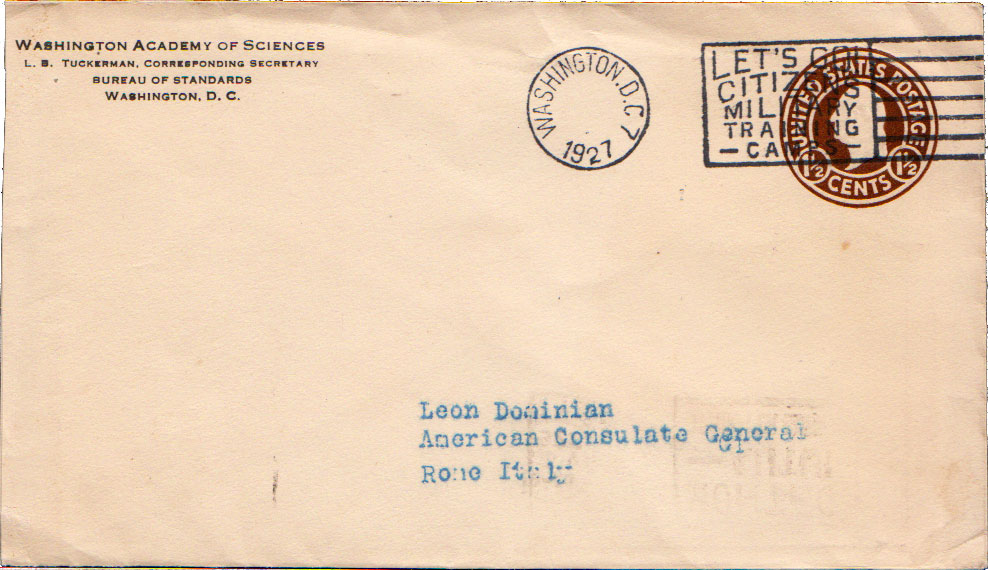 WASHINGTON ACADEMY OF SCIENCES
L. B. TUCKERMAN, CORRESPONDING SECRETARY
BUREAU OF STANDARDS
WASHINGTON, D. C.
WASHINGTON, D.C. 7
1927
LET'S GO!
CITIZENS
MILITARY
TRAINING
— CAMPS —
UNITED STATES POSTAGE
1½ CENTS 1½
Leon Dominian
American Consulate General
Rome Italy